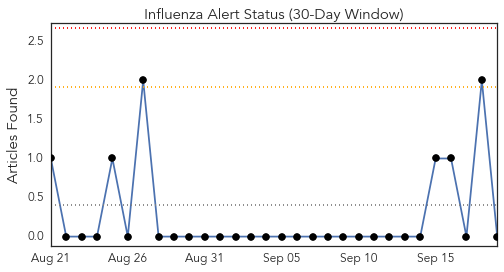 Influenza Alert Status (30-Day Window)
Articles Found
2.5
2.0
1.5
1.0
0.5
0.0
Aug 21 Aug 26 Aug 31 Sep 05 Sep 10 Sep 15